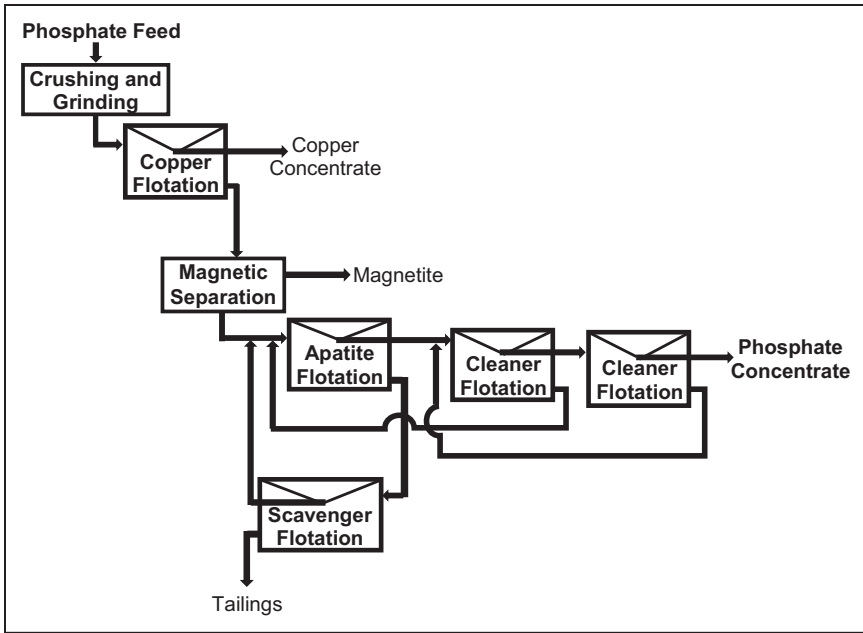 Phosphate Feed
Crushing and
Grinding
Copper
Flotation
Copper
Concentrate
Magnetic
Separation
Magnetite
Apatite
Flotation
Cleaner
Flotation
Cleaner
Flotation
Phosphate
Concentrate
Scavenger
Flotation
Tailings